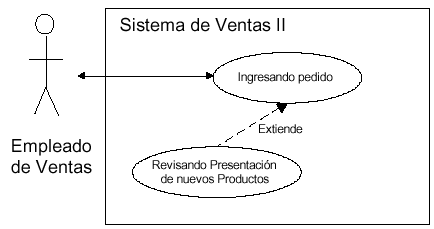 Sistema de Ventas II
Ingresando pedido
Extiende
Empleado
de Ventas
Revisando Presentación
de nuevos Productos